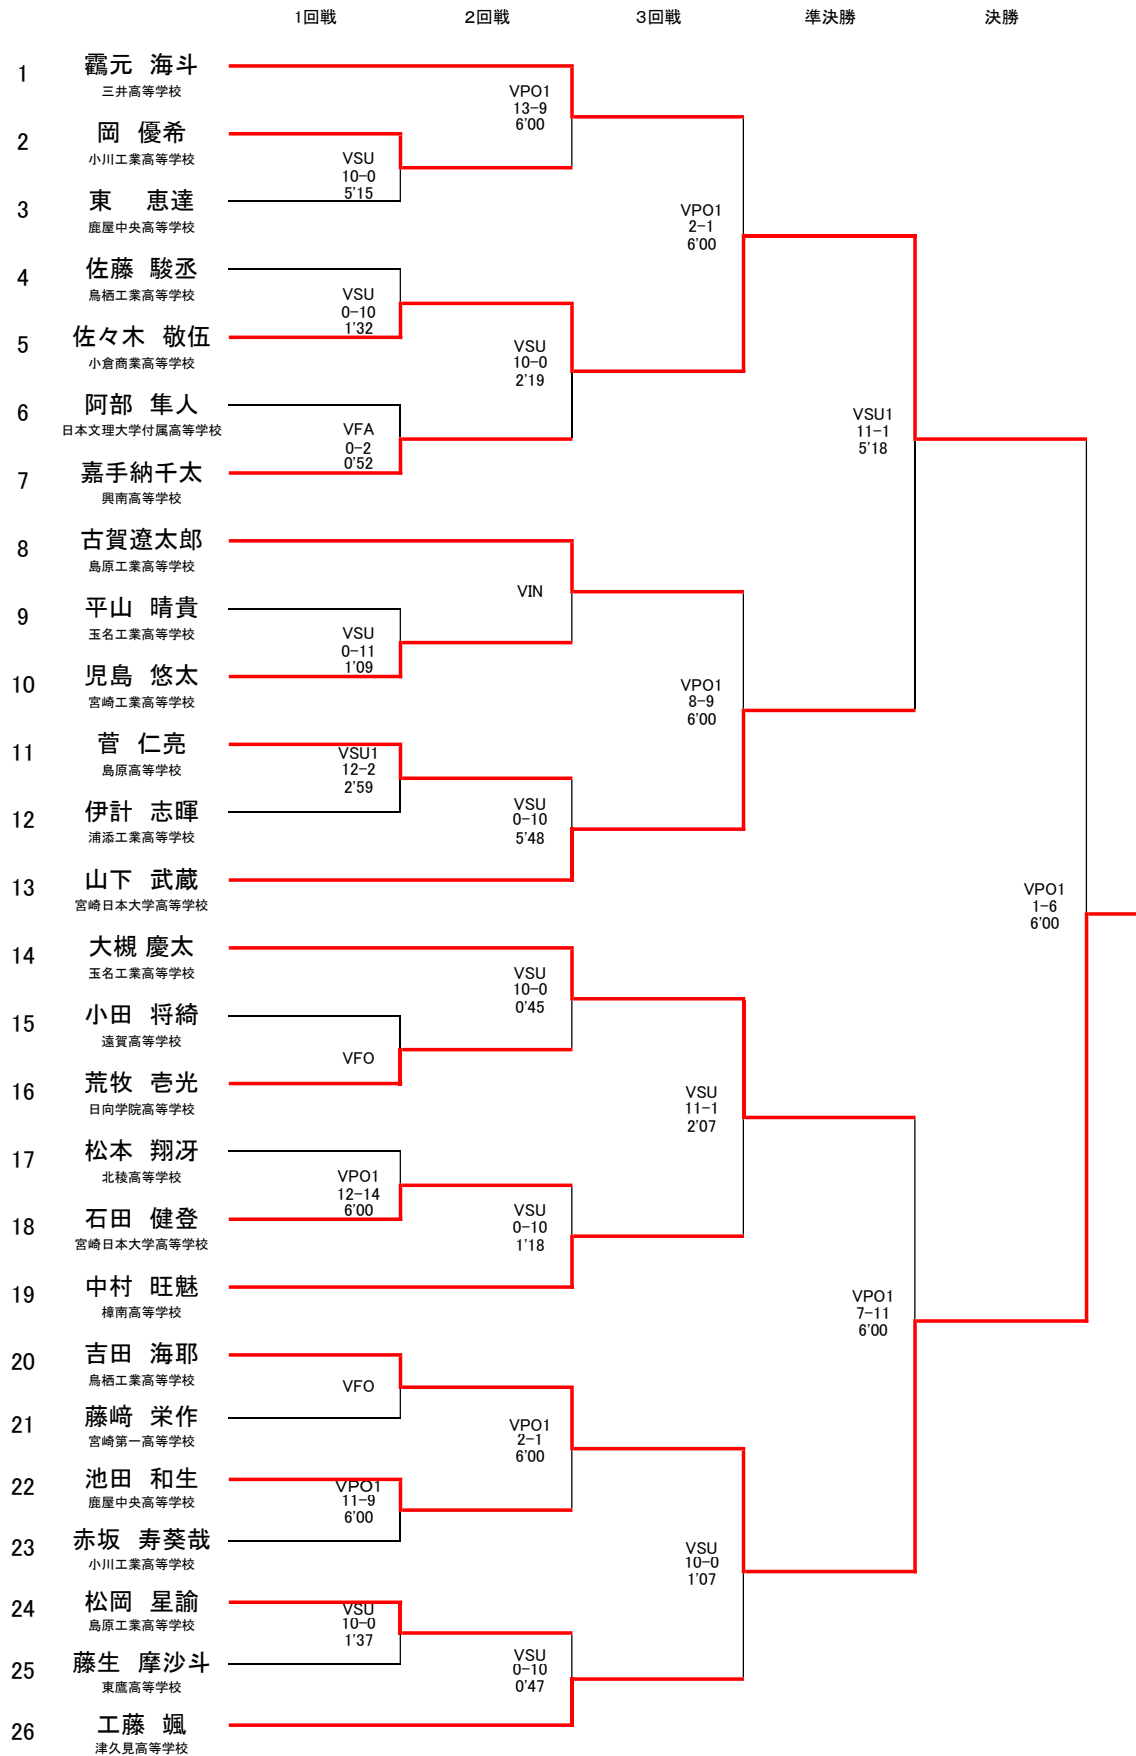 1回戦 2回戦 3回戦 準決勝 決勝
1 靏元 海斗
三井高等学校
VPO1
13-9
6'00
2 岡 優希
小川工業高等学校
VSU
10-0
5'15
3 東 恵達
鹿屋中央高等学校
VPO1
2-1
6'00
4 佐藤 駿丞
鳥栖工業高等学校
VSU
0-10
1'32
5 佐々木 敬伍
小倉商業高等学校
VSU
10-0
2'19
6 阿部 隼人
日本文理大学付属高等学校
VFA
0-2
0'52
VSU1
11-1
5'18
7 嘉手納千太
興南高等学校
8 古賀遼太郎
島原工業高等学校
VIN
9 平山 晴貴
玉名工業高等学校
VSU
0-11
1'09
10 児島 悠太
宮崎工業高等学校
VPO1
8-9
6'00
11 菅 仁亮
島原高等学校
VSU1
12-2
2'59
12 伊計 志暉
浦添工業高等学校
VSU
0-10
5'48
13 山下 武蔵
宮崎日本大学高等学校
VPO1
1-6
6'00
14 大槻 慶太
玉名工業高等学校
VSU
10-0
0'45
15 小田 将綺
遠賀高等学校
VFO
16 荒牧 壱光
日向学院高等学校
VSU
11-1
2'07
17 松本 翔冴
北稜高等学校
VPO1
12-14
6'00
18 石田 健登
宮崎日本大学高等学校
VSU
0-10
1'18
19 中村 旺魅
樟南高等学校
VPO1
7-11
6'00
20 吉田 海耶
鳥栖工業高等学校
VFO
21 藤﨑 栄作
宮崎第一高等学校
VPO1
2-1
6'00
22 池田 和生
鹿屋中央高等学校
VPO1
11-9
6'00
23 赤坂 寿葵哉
小川工業高等学校
VSU
10-0
1'07
24 松岡 星諭
島原工業高等学校
VSU
10-0
1'37
25 藤生 摩沙斗
東鷹高等学校
VSU
0-10
0'47
26 工藤 颯
津久見高等学校